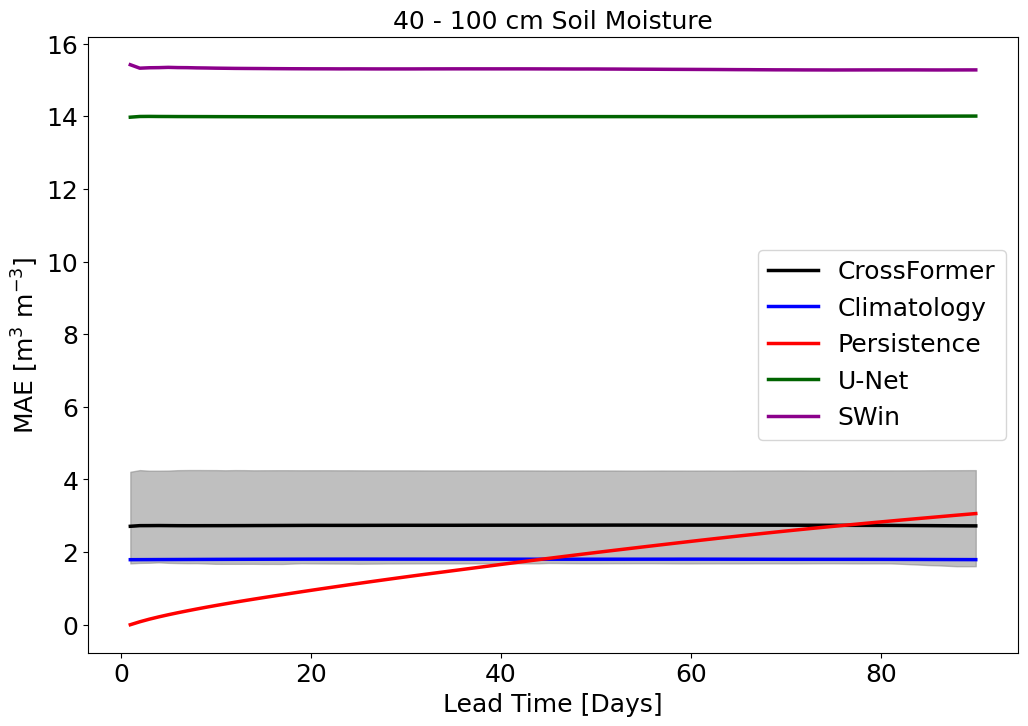 40 - 100 cm Soil Moisture
MAE [m³ m⁻³]
16
14
12
10
8
6
4
2
0
CrossFormer
Climatology
Persistence
U-Net
SWin
0 20 40 60 80
Lead Time [Days]